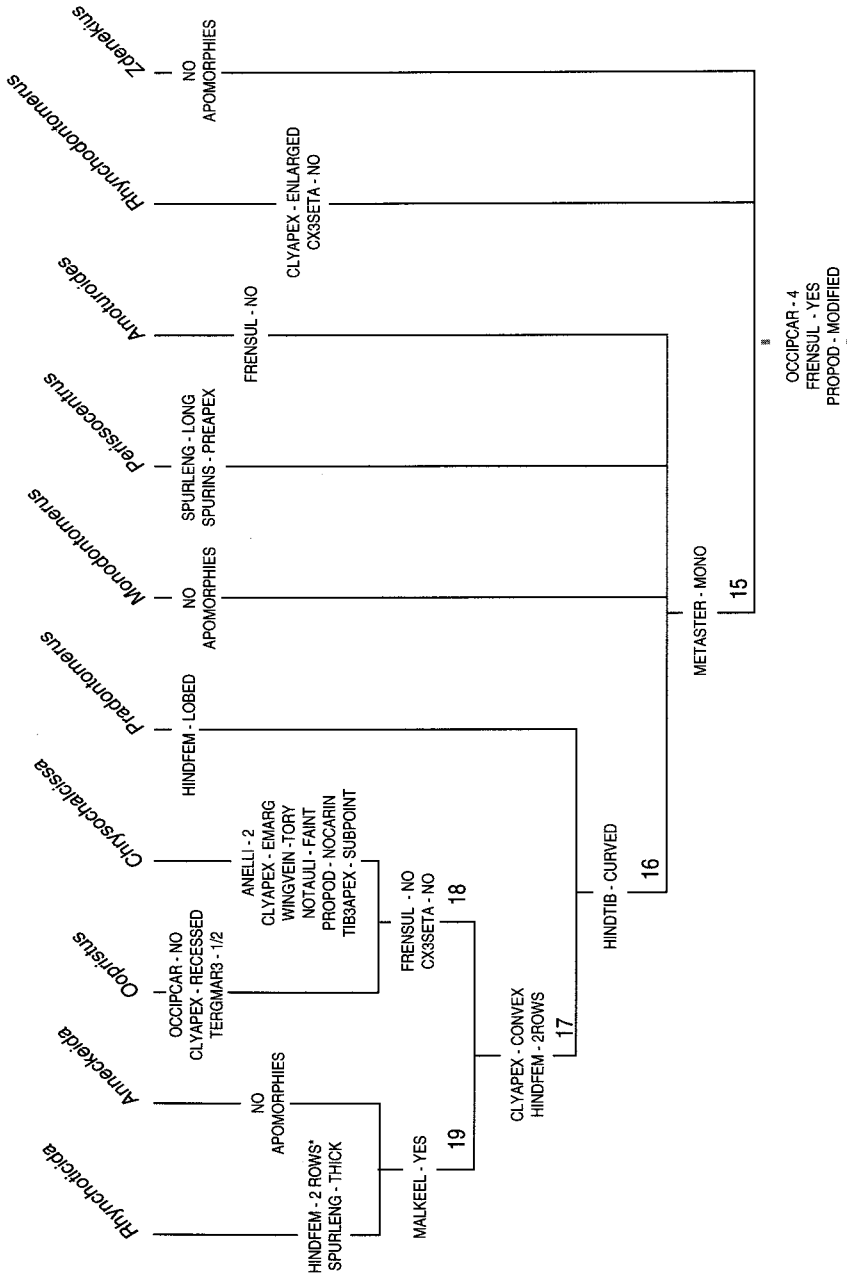 Rhynchoticida
Anneckeida
Oopristus
Chrysochalcissa
Pradontomerus
Monodontomerus
Perissocentrus
Amoturoides
Rhynchodontomerus
Zdenekius
HINDFEM - 2 ROWS*
SPURLENG - THICK
NO
APOMORPHIES
OCCIPCAR - NO
CLYAPEX - RECESSED
TERGMAR3 - 1/2
ANELLI - 2
CLYAPEX - EMARG
WINGVEIN -TORY
NOTAULI - FAINT
PROPOD - NOCARIN
TIB3APEX - SUBPOINT
HINDFEM - LOBED
NO
APOMORPHIES
SPURLENG - LONG
SPURINS - PREAPEX
FRENSUL - NO
CLYAPEX - ENLARGED
CX3SETA - NO
NO
APOMORPHIES
MALKEEL - YES
19
FRENSUL - NO
CX3SETA - NO
18
CLYAPEX - CONVEX
HINDFEM - 2ROWS
17
HINDTIB - CURVED
16
METASTER - MONO
15
OCCIPCAR - 4
FRENSUL - YES
PROPOD - MODIFIED